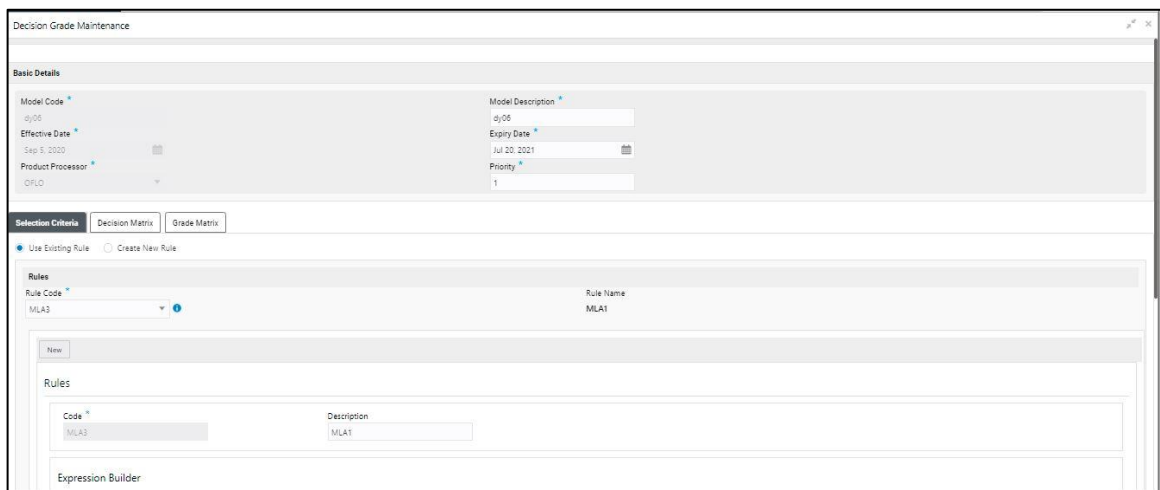 Decision Grade Maintenance
Basic Details
Model Code *
dy06
Model Description *
dy06
Effective Date *
Sep 5, 2020
Expiry Date *
Jul 20, 2021
Product Processor *
OFLO
Priority *
1
Selection Criteria
Decision Matrix
Grade Matrix
Use Existing Rule
Create New Rule
Rules
Rule Code *
MLA3
Rule Name
MLA1
New
Rules
Code *
MLA3
Description
MLA1
Expression Builder